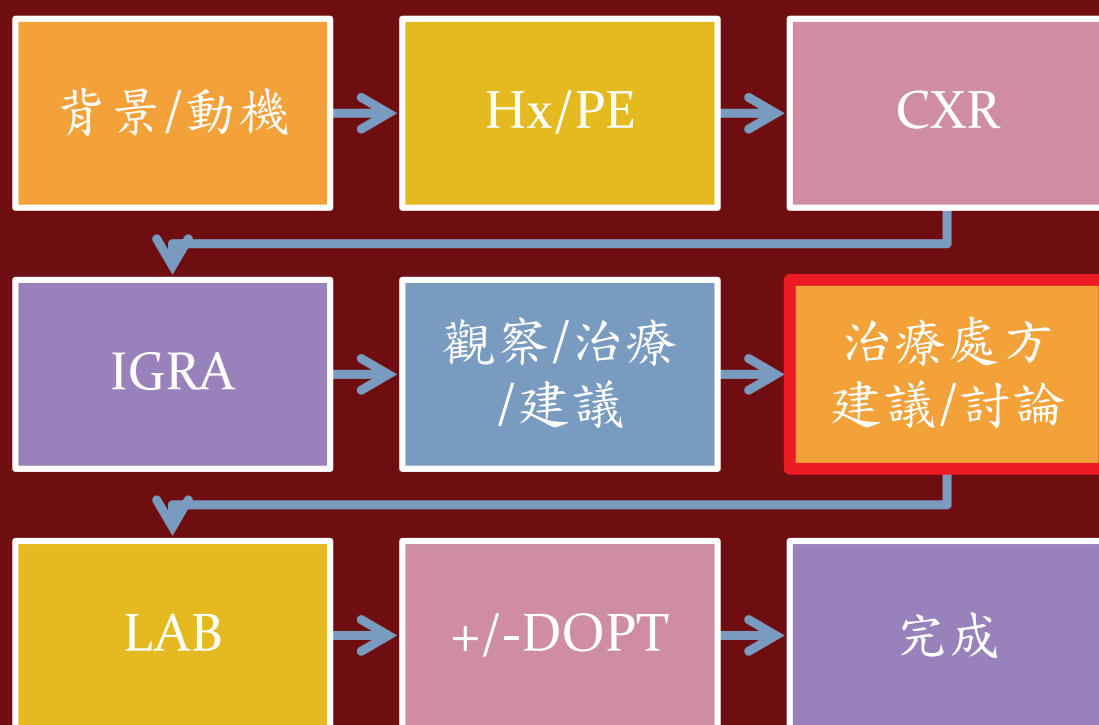 背景/動機
Hx/PE
CXR
IGRA
觀察/治療
/建議
治療處方
建議/討論
LAB
+/-DOPT
完成